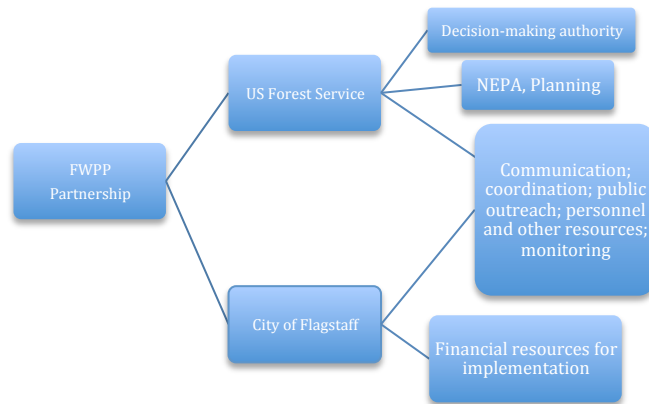 Decision-making authority
US Forest Service
NEPA, Planning
FWPP
Partnership
Communication;
coordination; public
outreach; personnel
and other resources;
monitoring
City of Flagstaff
Financial resources for
implementation